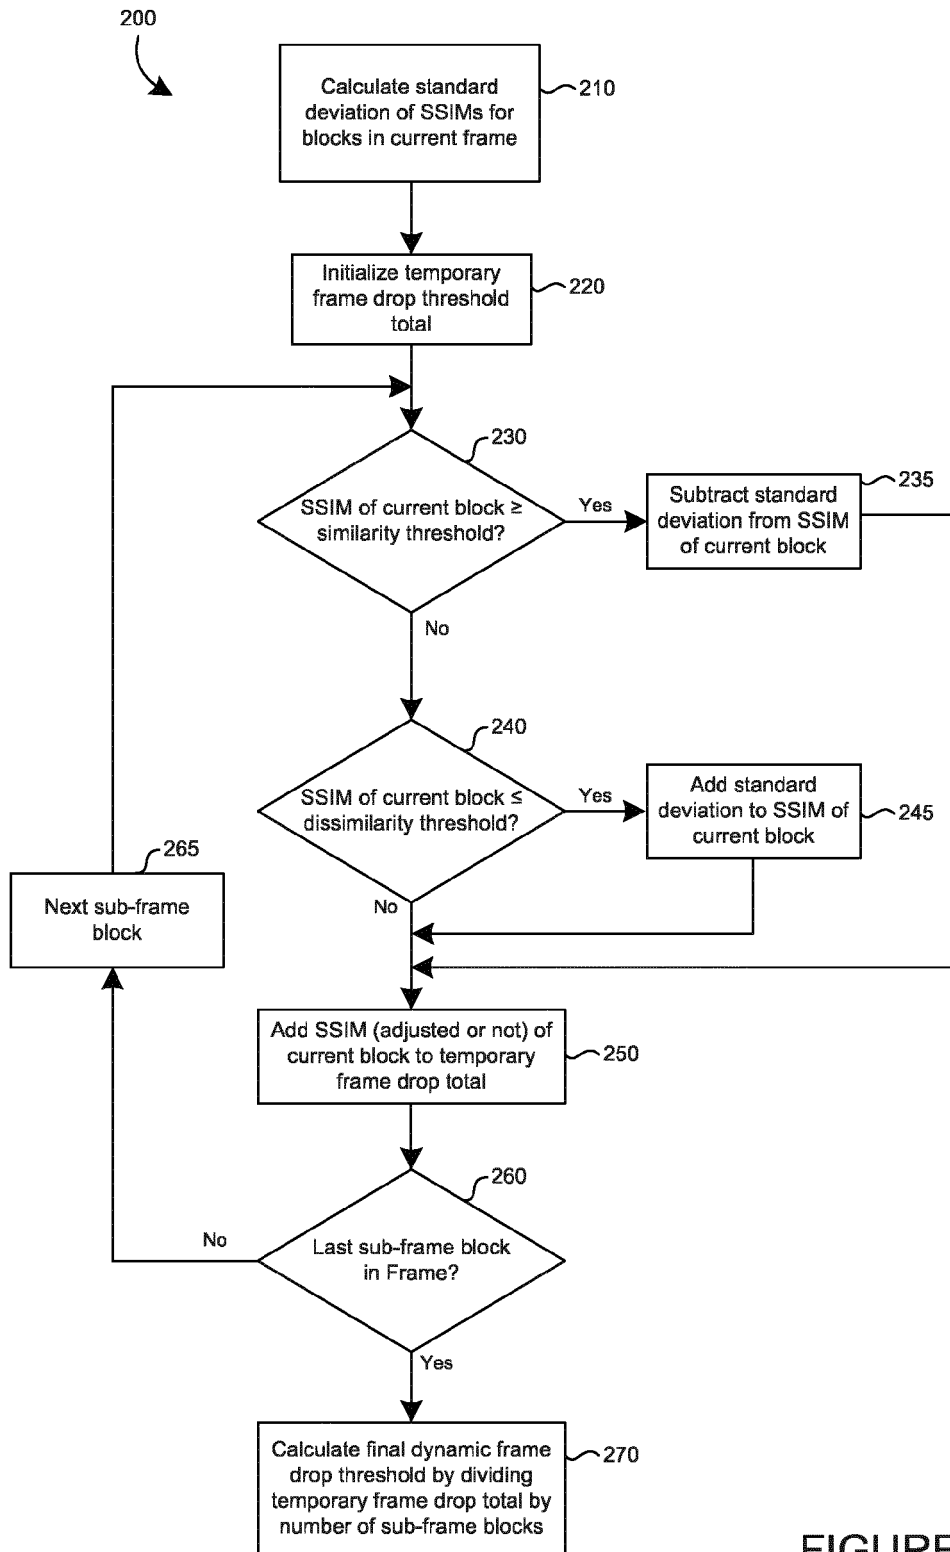 200
Calculate standard
deviation of SSIMs for
blocks in current frame
210
Initialize temporary
frame drop threshold
total
220
230
SSIM of current block ≥
similarity threshold?
Yes
Subtract standard
deviation from SSIM
of current block
235
No
240
SSIM of current block ≤
dissimilarity threshold?
Yes
Add standard
deviation to SSIM of
current block
245
No
265
Next sub-frame
block
Add SSIM (adjusted or not) of
current block to temporary
frame drop total
250
260
Last sub-frame block
in Frame?
No
Yes
Calculate final dynamic frame
drop threshold by dividing
temporary frame drop total by
number of sub-frame blocks
270
FIGURE